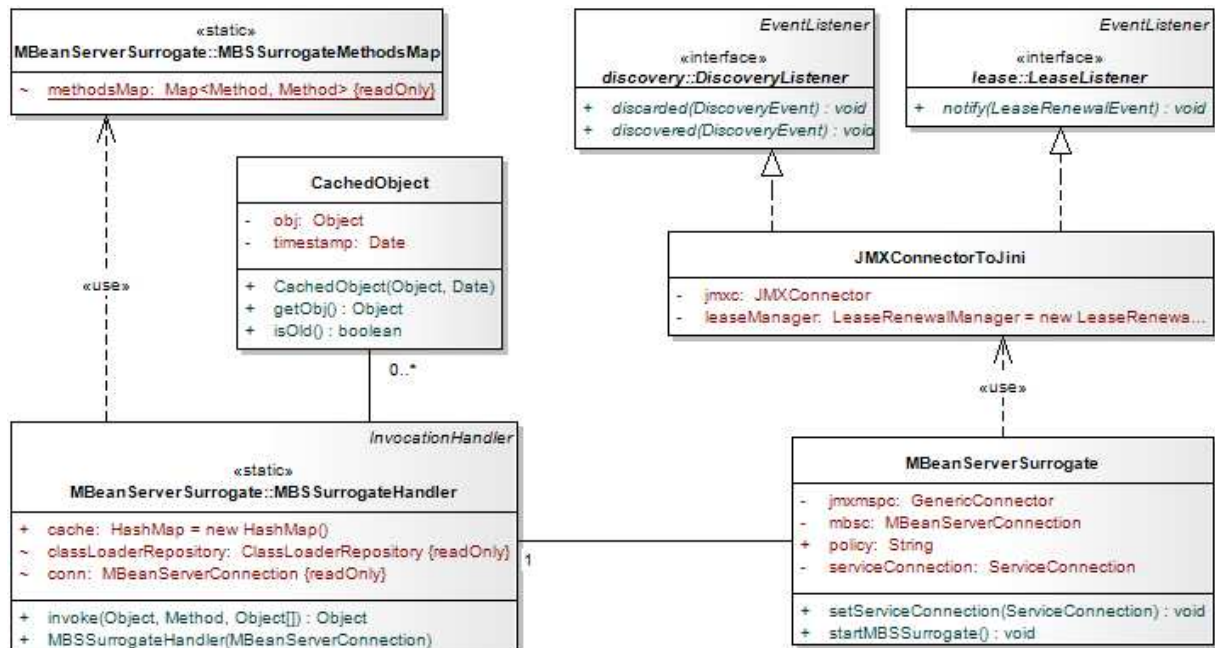 «static»
MBeanServerSurrogate::MBSSurrogateMethodsMap
~ methodsMap: Map<Method, Method> {readOnly}
EventListener
«interface»
discovery::DiscoveryListener
+ discarded(DiscoveryEvent) : void
+ discovered(DiscoveryEvent) : void
EventListener
«interface»
lease::LeaseListener
+ notify(LeaseRenewalEvent) : void
CachedObject
- obj: Object
- timestamp: Date
+ CachedObject(Object, Date)
+ getObj() : Object
+ isOld() : boolean
«use»
0..*
JMXConnectorToJini
- jmxc: JMXConnector
- leaseManager: LeaseRenewalManager = new LeaseRenewa...
«use»
InvocationHandler
«static»
MBeanServerSurrogate::MBSSurrogateHandler
+ cache: HashMap = new HashMap()
~ classLoaderRepository: ClassLoaderRepository {readOnly}
~ conn: MBeanServerConnection {readOnly}
+ invoke(Object, Method, Object[]) : Object
+ MBSSurrogateHandler(MBeanServerConnection)
1
MBeanServerSurrogate
- jmxmspc: GenericConnector
- mbsc: MBeanServerConnection
+ policy: String
- serviceConnection: ServiceConnection
+ setServiceConnection(ServiceConnection) : void
+ startMBSSurrogate() : void